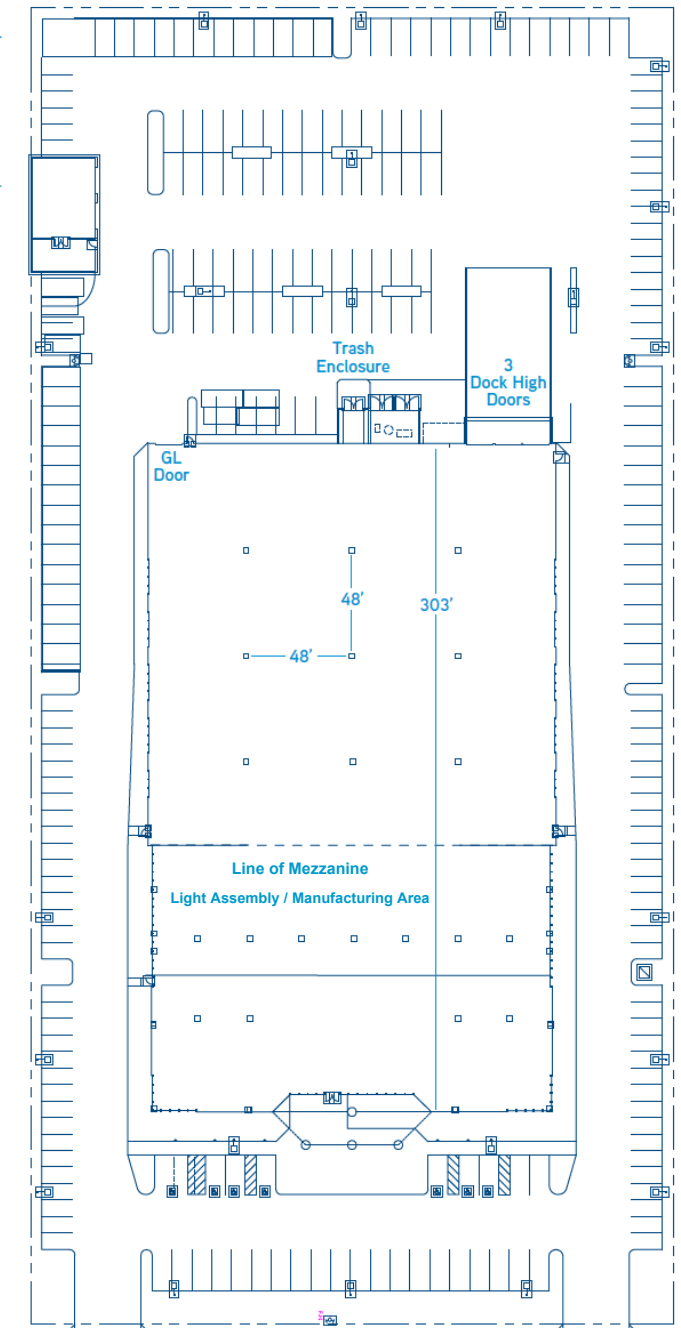 Trash
Enclosure
3
Dock High
Doors
GL
Door
48'
303'
48'
Line of Mezzanine
Light Assembly / Manufacturing Area